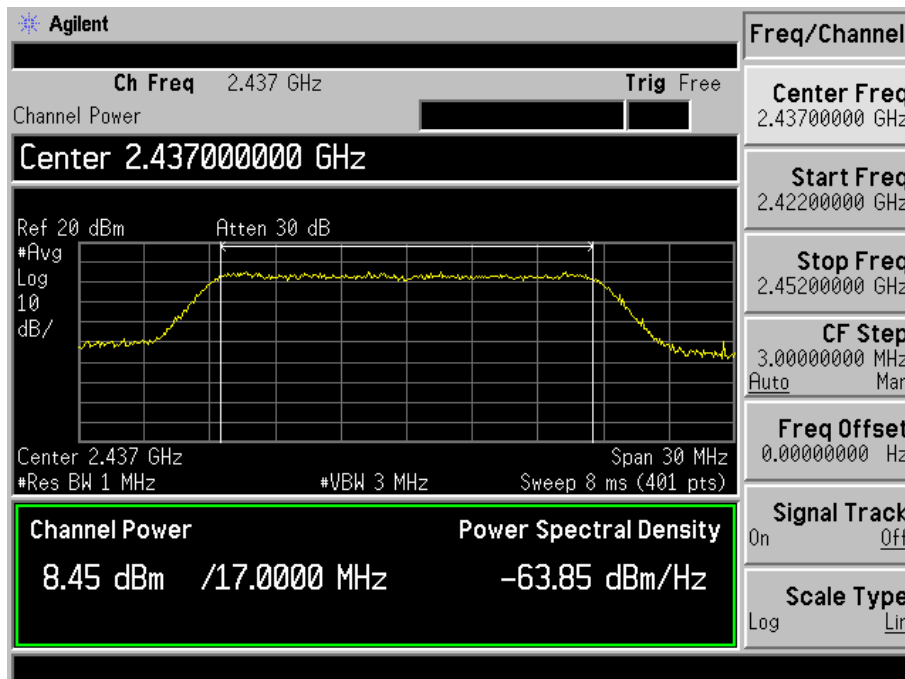 Agilent
Freq/Channel
Ch Freq 2.437 GHz Trig Free
Channel Power
Center 2.437000000 GHz
Ref 20 dBm Atten 30 dB
#Avg
Log
10
dB/
Center 2.437 GHz Span 30 MHz
#Res BW 1 MHz #VBW 3 MHz Sweep 8 ms (401 pts)
Channel Power Power Spectral Density
8.45 dBm /17.0000 MHz -63.85 dBm/Hz
Center Freq
2.43700000 GHz
Start Freq
2.42200000 GHz
Stop Freq
2.45200000 GHz
CF Step
3.00000000 MHz
Auto Man
Freq Offset
0.00000000 Hz
Signal Track
On Off
Scale Type
Log Lin